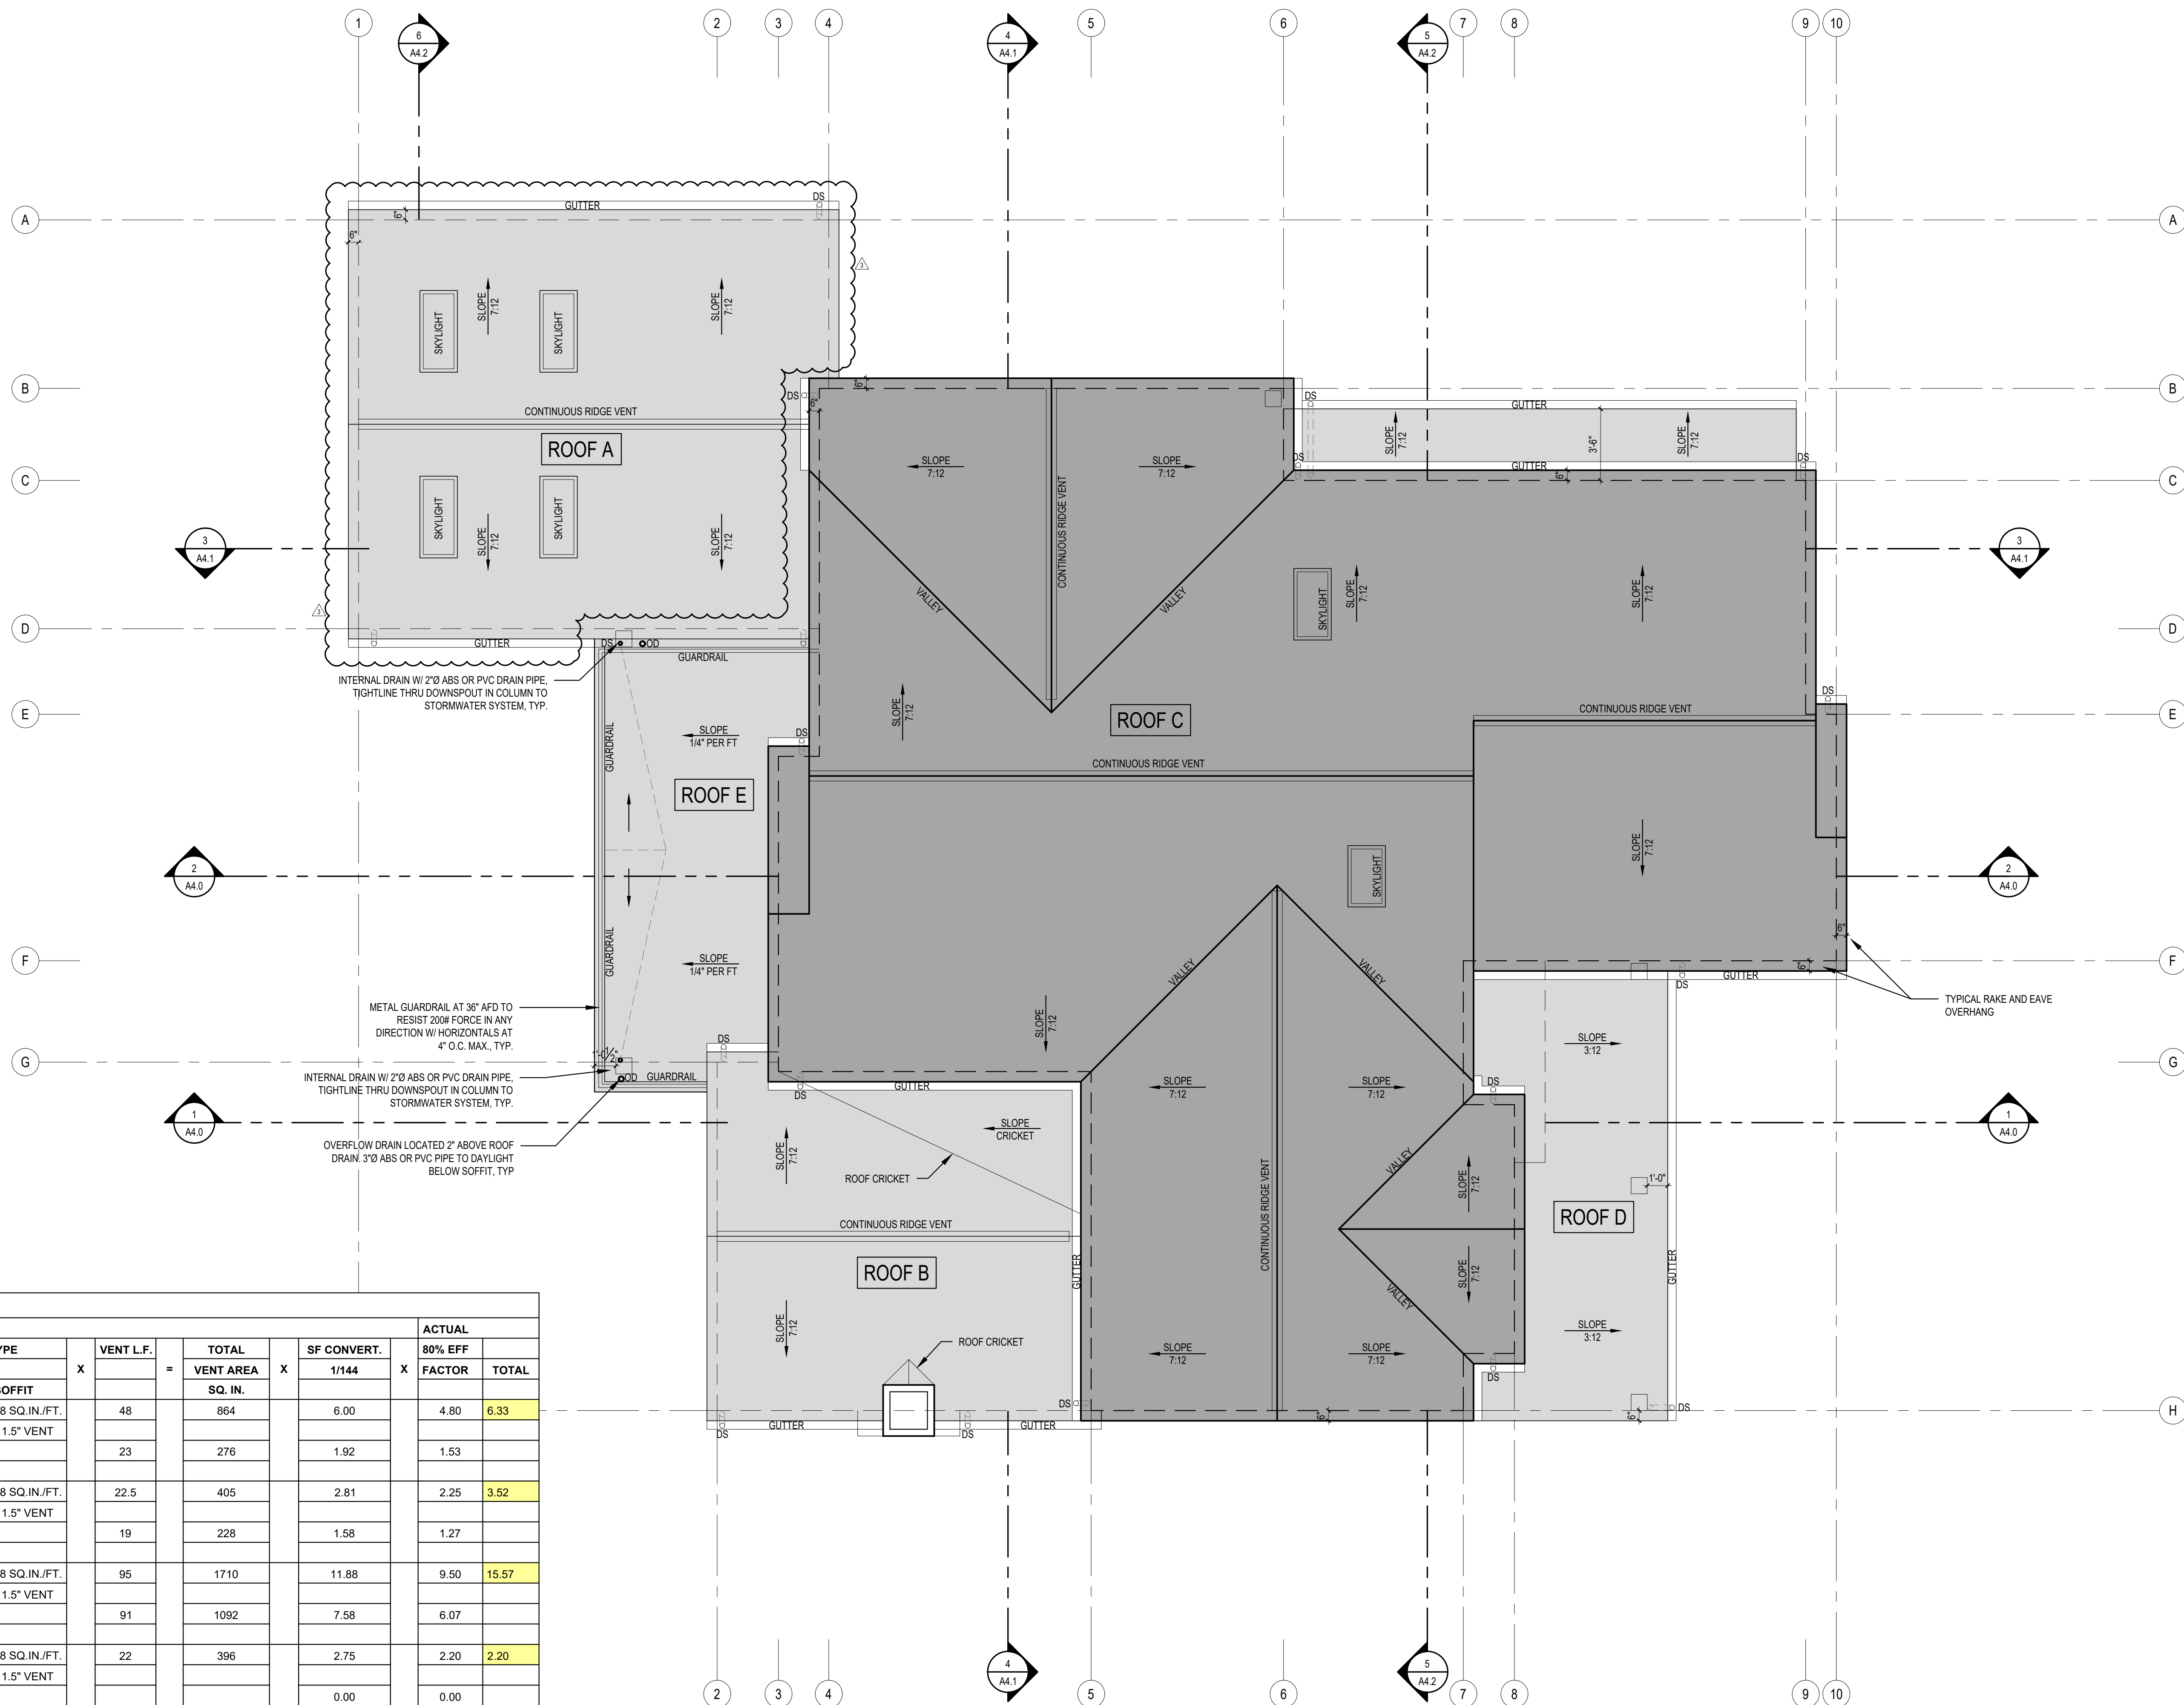 1
2
3
4
5
6
7
8
9
10
6
A4.2
4
A4.1
5
A4.2
A
A
DS
GUTTER
6"
6"
3
SLOPE
7:12
SLOPE
7:12
SKYLIGHT
SKYLIGHT
B
B
6"
DS
6"
DS
GUTTER
CONTINUOUS RIDGE VENT
ROOF A
SLOPE
7:12
SLOPE
7:12
3'-6"
SLOPE
7:12
SLOPE
7:12
CONTINUOUS RIDGE VENT
DS
GUTTER
DS
6"
C
C
SKYLIGHT
SKYLIGHT
SLOPE
7:12
SLOPE
7:12
3
A4.1
3
A4.1
VALLEY
VALLEY
SKYLIGHT
SLOPE
7:12
SLOPE
7:12
3
D
D
GUTTER
DS
OD
GUARDRAIL
INTERNAL DRAIN W/ 2"Ø ABS OR PVC DRAIN PIPE,
TIGHTLINE THRU DOWNSPOUT IN COLUMN TO
STORMWATER SYSTEM, TYP.
E
E
DS
GUARDRAIL
SLOPE
1/4" PER FT
DS
SLOPE
7:12
ROOF C
CONTINUOUS RIDGE VENT
CONTINUOUS RIDGE VENT
ROOF E
SLOPE
7:12
2
A4.0
2
A4.0
SKYLIGHT
GUARDRAIL
SLOPE
1/4" PER FT
VALLEY
VALLEY
6"
6"
F
F
GUTTER
DS
METAL GUARDRAIL AT 36" AFD TO
RESIST 200# FORCE IN ANY
DIRECTION W/ HORIZONTALS AT
4" O.C. MAX., TYP.
TYPICAL RAKE AND EAVE
OVERHANG
SLOPE
7:12
SLOPE
3:12
DS
G
G
1'-0½"
OD
GUARDRAIL
INTERNAL DRAIN W/ 2"Ø ABS OR PVC DRAIN PIPE,
TIGHTLINE THRU DOWNSPOUT IN COLUMN TO
STORMWATER SYSTEM, TYP.
DS
GUTTER
SLOPE
7:12
SLOPE
7:12
DS
1
A4.0
1
A4.0
SLOPE
CRICKET
OVERFLOW DRAIN LOCATED 2" ABOVE ROOF
DRAIN. 3"Ø ABS OR PVC PIPE TO DAYLIGHT
BELOW SOFFIT, TYP
SLOPE
7:12
ROOF CRICKET
VALLEY
SLOPE
7:12
1'-0"
CONTINUOUS RIDGE VENT
CONTINUOUS RIDGE VENT
ROOF D
ROOF B
GUTTER
SLOPE
7:12
GUTTER
VALLEY
SLOPE
7:12
ROOF CRICKET
SLOPE
7:12
SLOPE
7:12
SLOPE
3:12
DS
DS
DS
H
6"
6"
DS
GUTTER
DS
GUTTER
ACTUAL
YPE X VENT L.F. = TOTAL X SF CONVERT. X 80% EFF
VENT AREA 1/144 FACTOR TOTAL
SOFFIT SQ. IN.
8 SQ.IN./FT. 48 864 6.00 4.80 6.33
1.5" VENT
23 276 1.92 1.53
8 SQ.IN./FT. 22.5 405 2.81 2.25 3.52
1.5" VENT
19 228 1.58 1.27
8 SQ.IN./FT. 95 1710 11.88 9.50 15.57
1.5" VENT
91 1092 7.58 6.07
8 SQ.IN./FT. 22 396 2.75 2.20 2.20
1.5" VENT
0.00 0.00
4
A4.1
5
A4.2
2
3
4
5
6
7
8
9
10